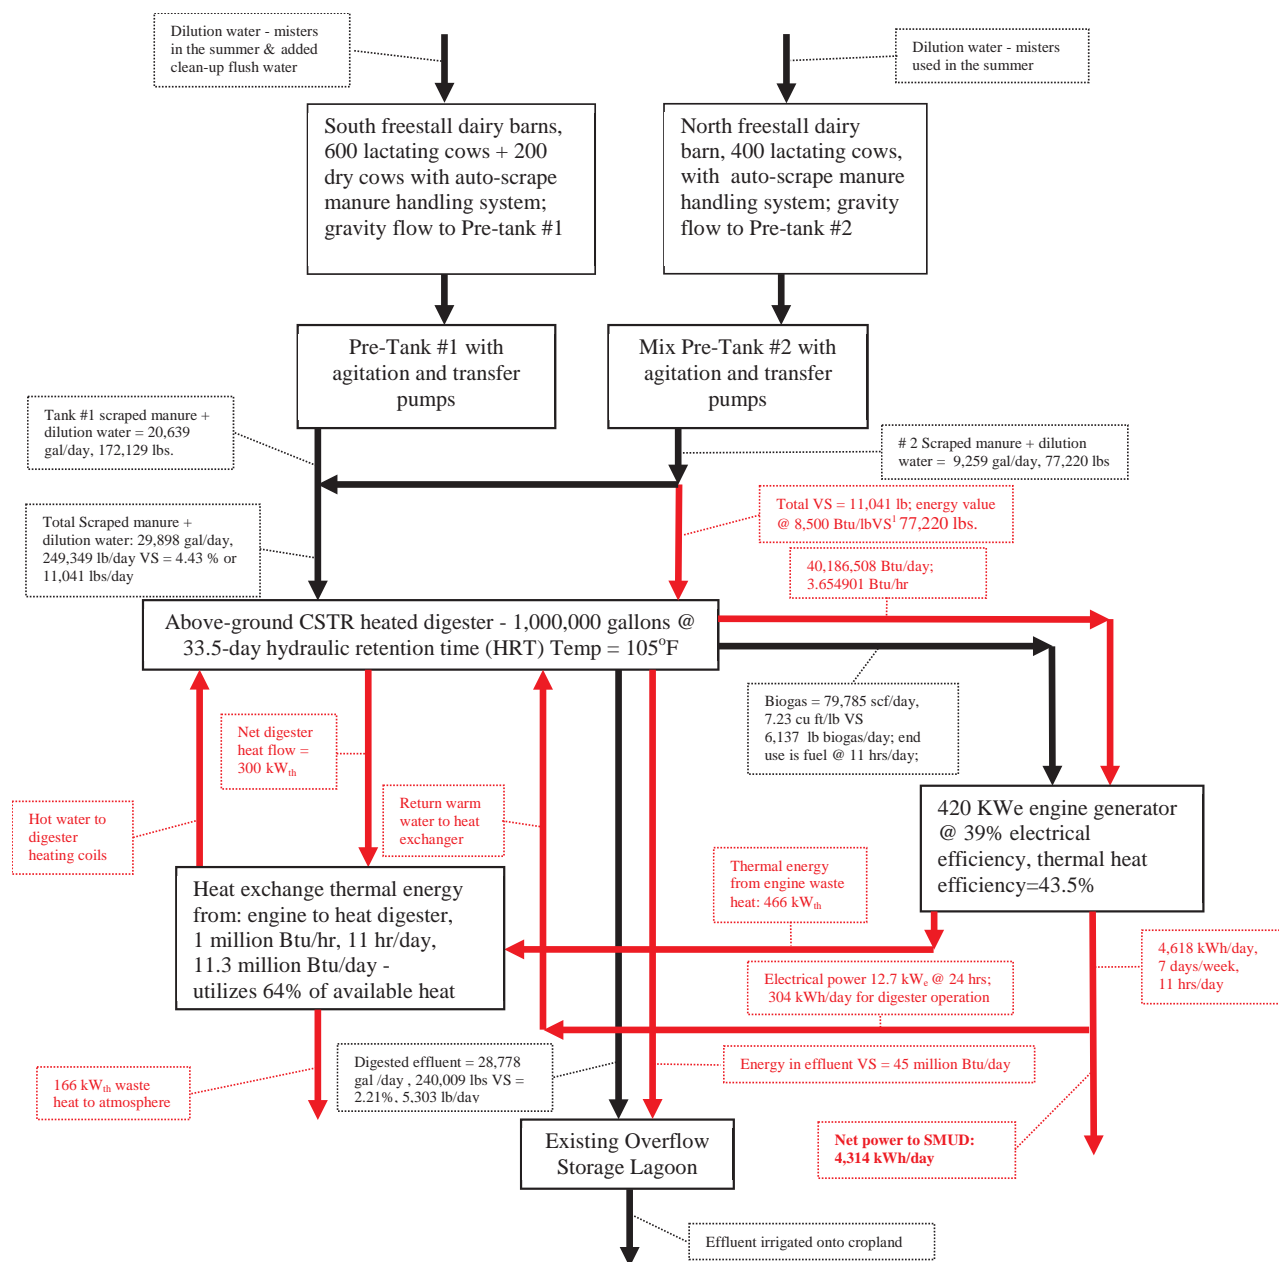 Dilution water - misters
in the summer & added
clean-up flush water
Dilution water - misters
used in the summer
South freestall dairy barns,
600 lactating cows + 200
dry cows with auto-scrape
manure handling system;
gravity flow to Pre-tank #1
North freestall dairy
barn, 400 lactating cows,
with auto-scrape manure
handling system; gravity
flow to Pre-tank #2
Pre-Tank #1 with
agitation and transfer
pumps
Mix Pre-Tank #2 with
agitation and transfer
pumps
Tank #1 scraped manure +
dilution water = 20,639
gal/day, 172,129 lbs.
# 2 Scraped manure + dilution
water = 9,259 gal/day, 77,220 lbs
Total Scraped manure +
dilution water: 29,898 gal/day,
249,349 lb/day VS = 4.43 % or
11,041 lbs/day
Total VS = 11,041 lb; energy value
@ 8,500 Btu/lbVS¹ 77,220 lbs.
40,186,508 Btu/day;
3.654901 Btu/hr
Above-ground CSTR heated digester - 1,000,000 gallons @
33.5-day hydraulic retention time (HRT) Temp = 105°F
Biogas = 79,785 scf/day,
7.23 cu ft/lb VS
6,137 lb biogas/day; end
use is fuel @ 11 hrs/day;
Net digester
heat flow =
300 kWth
Hot water to
digester
heating coils
Return warm
water to heat
exchanger
420 KWe engine generator
@ 39% electrical
efficiency, thermal heat
efficiency=43.5%
Thermal energy
from engine waste
heat: 466 kWth
Heat exchange thermal energy
from: engine to heat digester,
1 million Btu/hr, 11 hr/day,
11.3 million Btu/day -
utilizes 64% of available heat
4,618 kWh/day,
7 days/week,
11 hrs/day
Electrical power 12.7 kWe @ 24 hrs;
304 kWh/day for digester operation
Digested effluent = 28,778
gal /day , 240,009 lbs VS =
2.21%, 5,303 lb/day
Energy in effluent VS = 45 million Btu/day
166 kWth waste
heat to atmosphere
Net power to SMUD:
4,314 kWh/day
Existing Overflow
Storage Lagoon
Effluent irrigated onto cropland